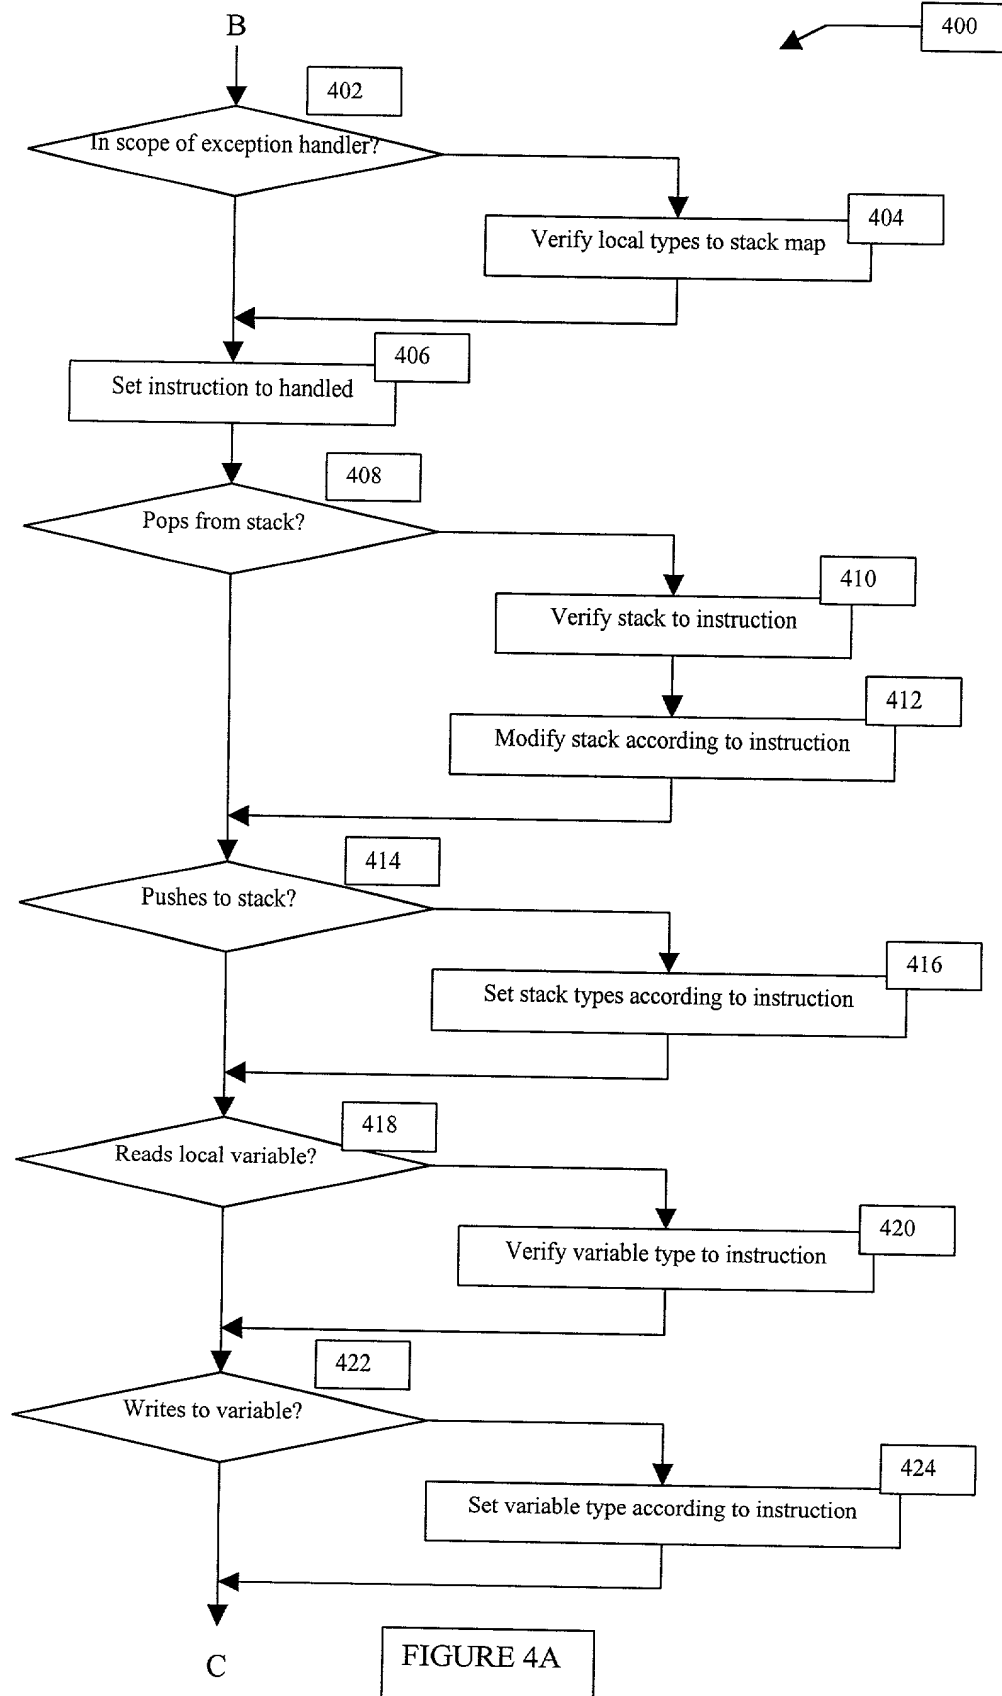 B
400
402
In scope of exception handler?
404
Verify local types to stack map
406
Set instruction to handled
408
Pops from stack?
410
Verify stack to instruction
412
Modify stack according to instruction
414
Pushes to stack?
416
Set stack types according to instruction
418
Reads local variable?
420
Verify variable type to instruction
422
Writes to variable?
424
Set variable type according to instruction
C
FIGURE 4A